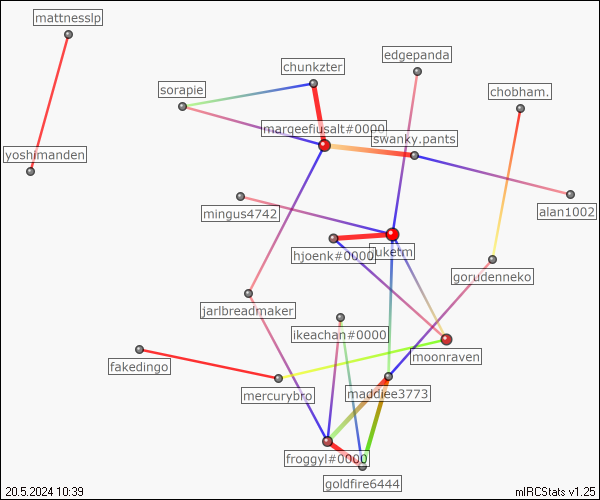 mattnesslp
edgepanda
chunkzter
sorapie
chobham.
marqeefiusalt#0000
swanky.pants
yoshimanden
mingus4742
alan1002
hjoenk#0000
juketm
gorudenneko
jarlbreadmaker
ikeachan#0000
moonraven
fakedingo
mercurybro
maddiee3773
froggyl#0000
goldfire6444
20.5.2024 10:39
mIRCStats v1.25